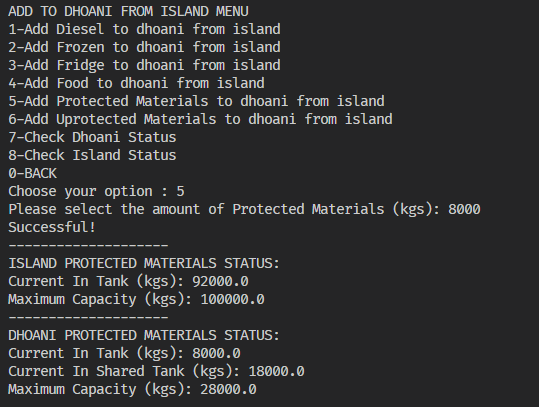 ADD TO DHOANI FROM ISLAND MENU
1-Add Diesel to dhoani from island
2-Add Frozen to dhoani from island
3-Add Fridge to dhoani from island
4-Add Food to dhoani from island
5-Add Protected Materials to dhoani from island
6-Add Uprotected Materials to dhoani from island
7-Check Dhoani Status
8-Check Island Status
0-BACK
Choose your option : 5
Please select the amount of Protected Materials (kgs): 8000
Successful!
--------------------
ISLAND PROTECTED MATERIALS STATUS:
Current In Tank (kgs): 92000.0
Maximum Capacity (kgs): 100000.0
--------------------
DHOANI PROTECTED MATERIALS STATUS:
Current In Tank (kgs): 8000.0
Current In Shared Tank (kgs): 18000.0
Maximum Capacity (kgs): 28000.0